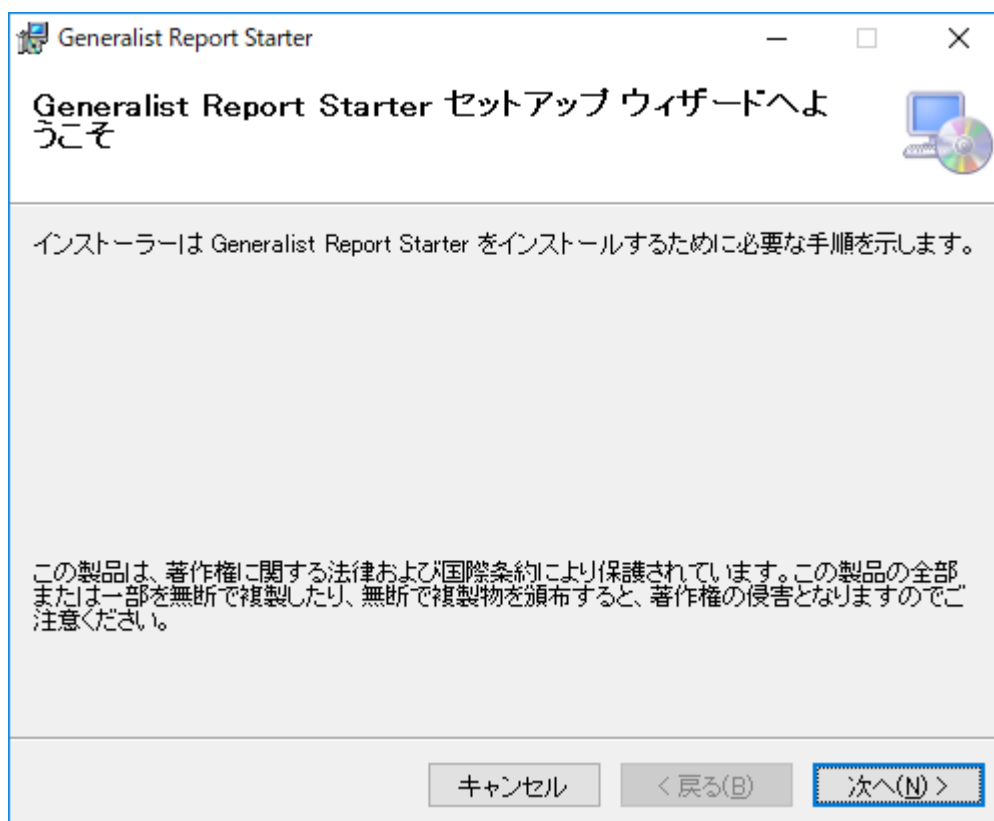 Generalist Report Starter
Generalist Report Starter セットアップ ウィザードへよ
うこそ
インストーラーは Generalist Report Starter をインストールするために必要な手順を示します。
この製品は、著作権に関する法律および国際条約により保護されています。この製品の全部
または一部を無断で複製したり、無断で複製物を頒布すると、著作権の侵害となりますのでご
注意ください。
キャンセル
< 戻る(B)
次へ(N) >